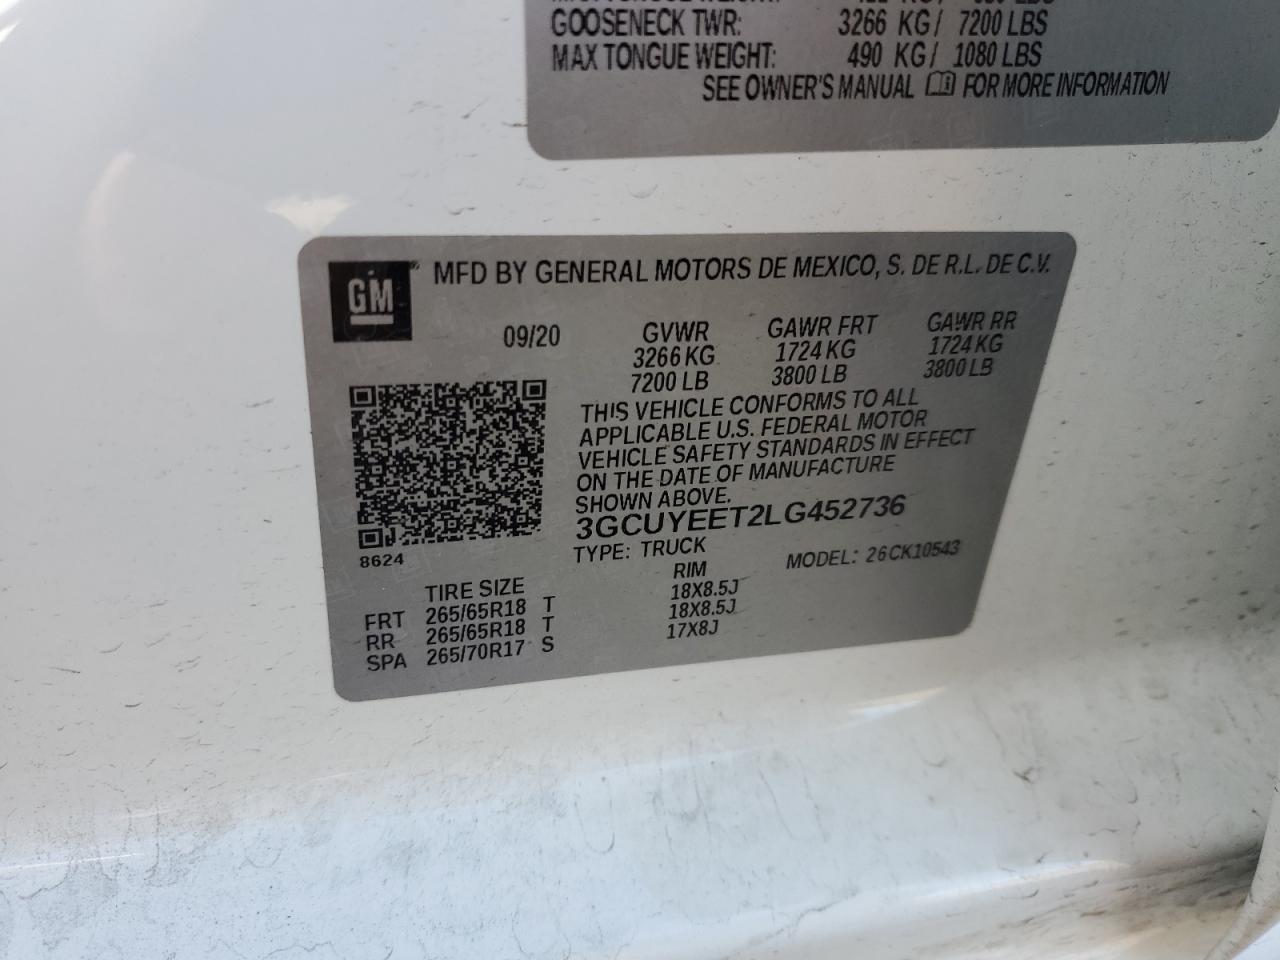 GOOSENECK TWR: 3266 KG/ 7200 LBS
MAX TONGUE WEIGHT: 490 KG/ 1080 LBS
SEE OWNER'S MANUAL FOR MORE INFORMATION
GM MFD BY GENERAL MOTORS DE MEXICO, S. DE R.L. DE C.V.
09/20 GVWR GAWR FRT GAWR RR
3266 KG 1724 KG 1724 KG
7200 LB 3800 LB 3800 LB
THIS VEHICLE CONFORMS TO ALL
APPLICABLE U.S. FEDERAL MOTOR
VEHICLE SAFETY STANDARDS IN EFFECT
ON THE DATE OF MANUFACTURE
SHOWN ABOVE.
3GCUYEET2LG452736
8624
TYPE: TRUCK MODEL: 26CK10543
TIRE SIZE RIM
FRT 265/65R18 T 18X8.5J
RR 265/65R18 T 18X8.5J
SPA 265/70R17 S 17X8J